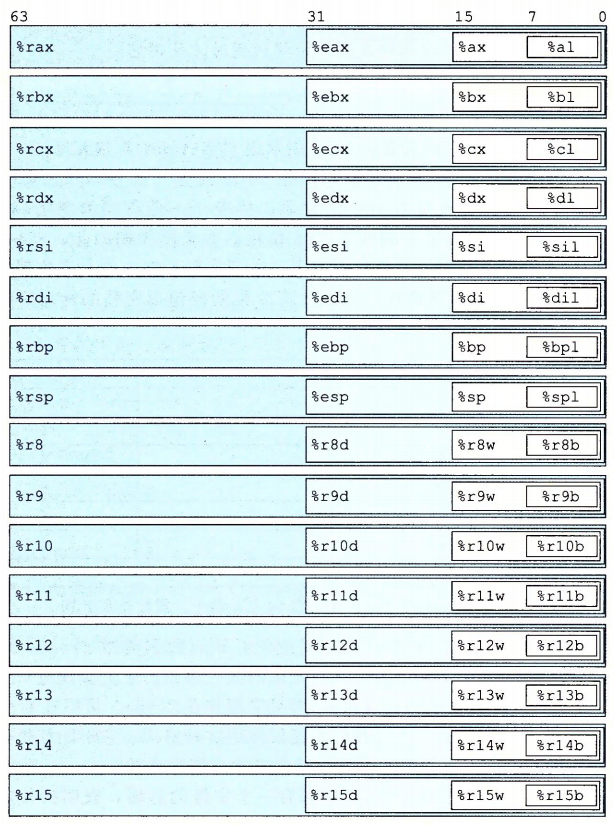 63 31 15 7 0
%rax %eax %ax %al
%rbx %ebx %bx %bl
%rcx %ecx %cx %cl
%rdx %edx %dx %dl
%rsi %esi %si %sil
%rdi %edi %di %dil
%rbp %ebp %bp %bpl
%rsp %esp %sp %spl
%r8 %r8d %r8w %r8b
%r9 %r9d %r9w %r9b
%r10 %r10d %r10w %r10b
%r11 %r11d %r11w %r11b
%r12 %r12d %r12w %r12b
%r13 %r13d %r13w %r13b
%r14 %r14d %r14w %r14b
%r15 %r15d %r15w %r15b